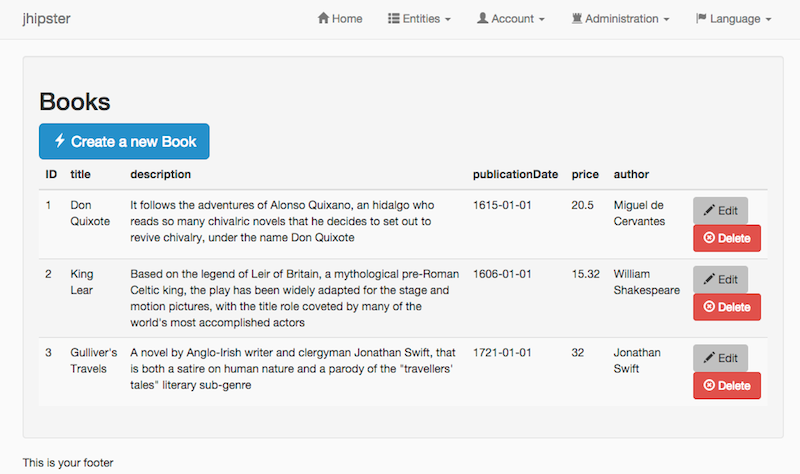 jhipster Home Entities Account Administration Language
Books
Create a new Book
ID title description publicationDate price author
1 Don It follows the adventures of Alonso Quixano, an hidalgo who 1615-01-01 20.5 Miguel de Edit
Quixote reads so many chivalric novels that he decides to set out to Cervantes
revive chivalry, under the name Don Quixote Delete
2 King Based on the legend of Leir of Britain, a mythological pre-Roman 1606-01-01 15.32 William Edit
Lear Celtic king, the play has been widely adapted for the stage and Shakespeare
motion pictures, with the title role coveted by many of the Delete
world's most accomplished actors
3 Gulliver's A novel by Anglo-Irish writer and clergyman Jonathan Swift, that 1721-01-01 32 Jonathan Edit
Travels is both a satire on human nature and a parody of the "travellers' Swift
tales" literary sub-genre Delete
This is your footer